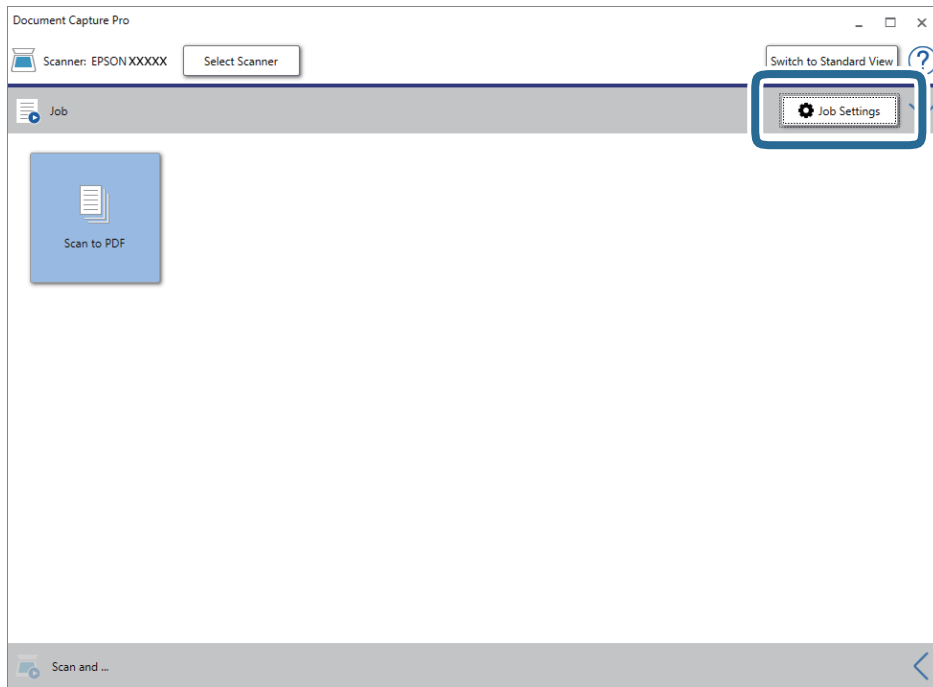 Document Capture Pro
Scanner: EPSON XXXXX Select Scanner Switch to Standard View ?
Job Job Settings
Scan to PDF
Scan and ...